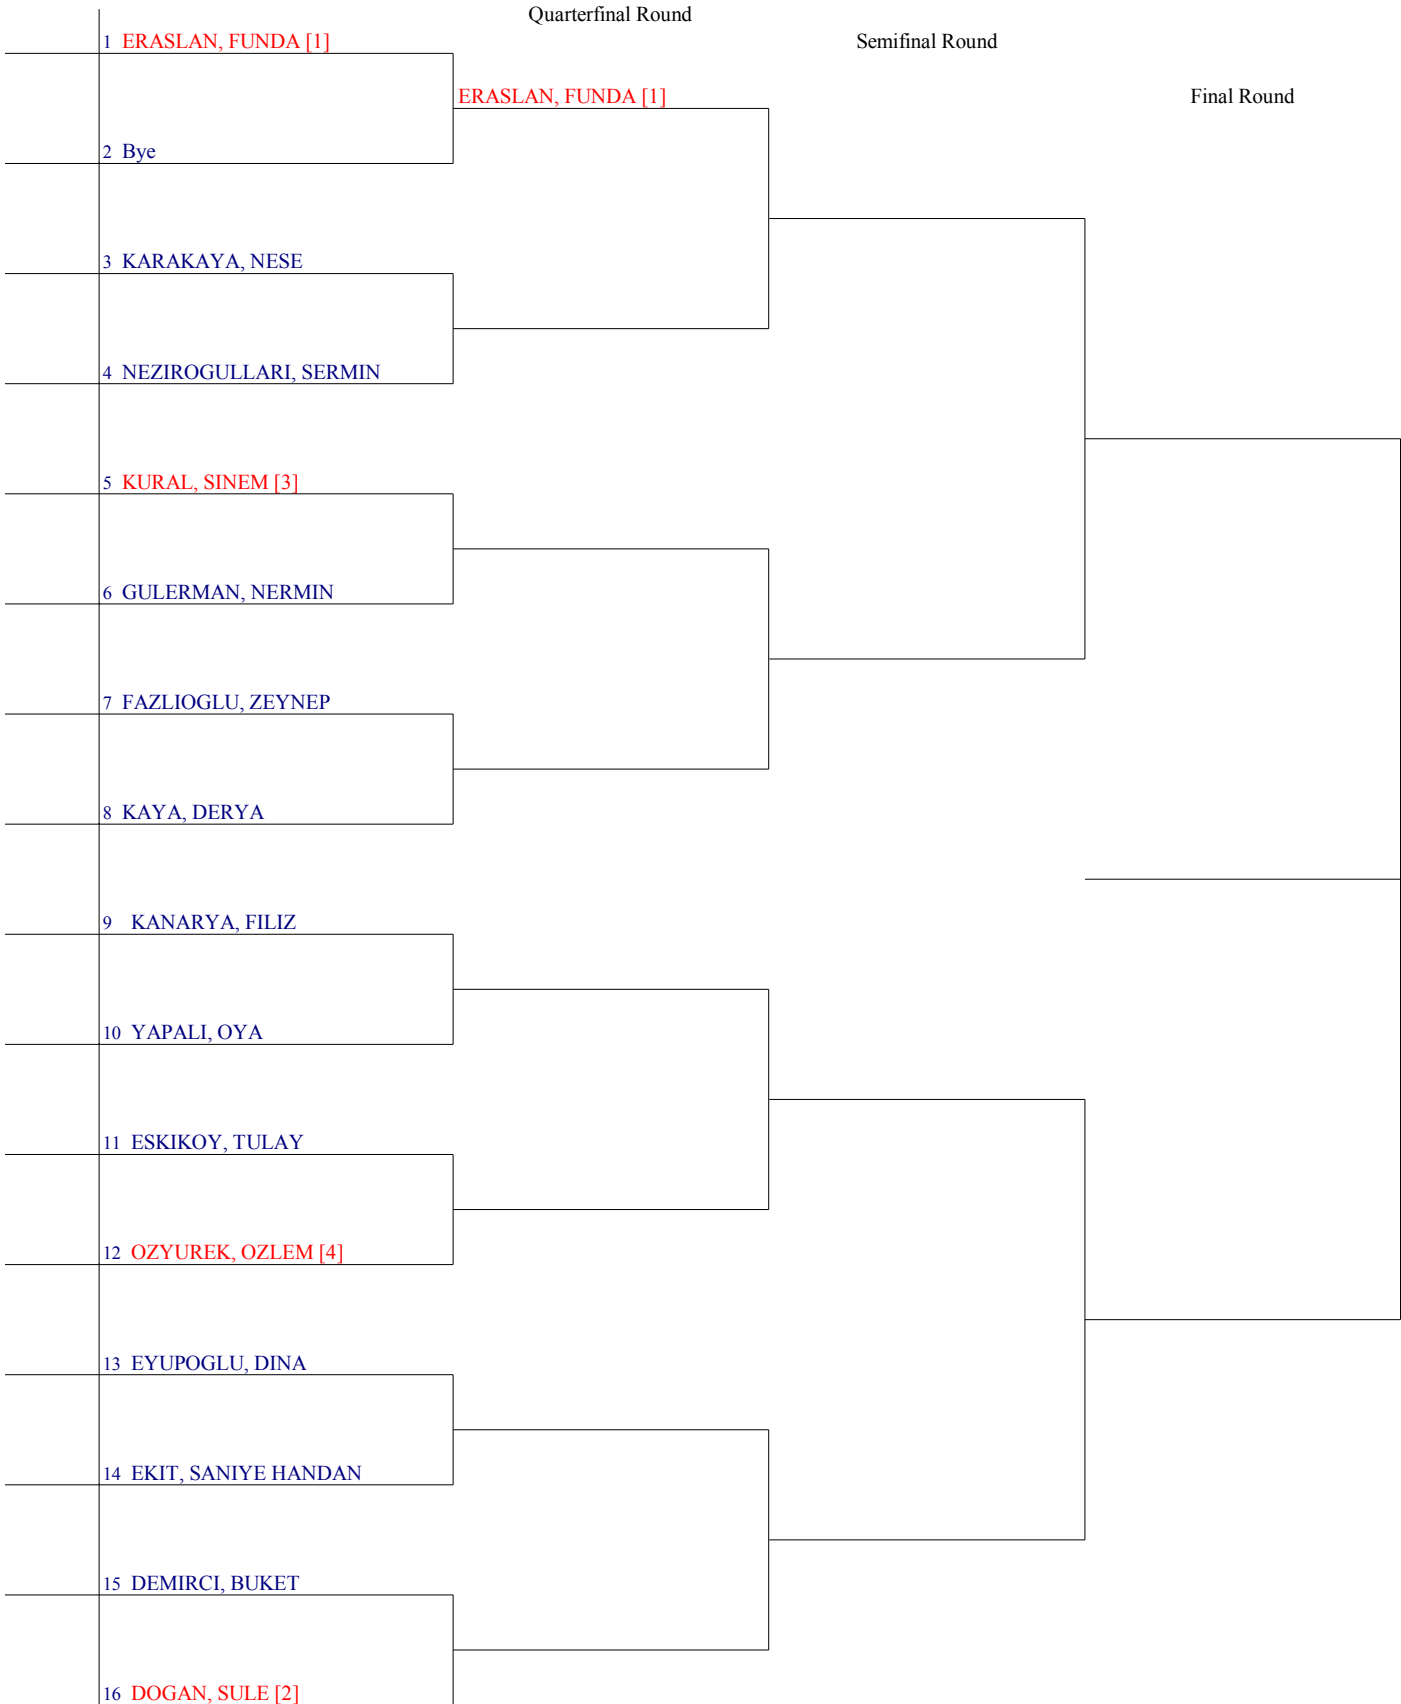 Quarterfinal Round
1 ERASLAN, FUNDA [1]
Semifinal Round
ERASLAN, FUNDA [1]
Final Round
2 Bye
3 KARAKAYA, NESE
4 NEZIROGULLARI, SERMIN
5 KURAL, SINEM [3]
6 GULERMAN, NERMIN
7 FAZLIOGLU, ZEYNEP
8 KAYA, DERYA
9 KANARYA, FILIZ
10 YAPALI, OYA
11 ESKIKOY, TULAY
12 OZYUREK, OZLEM [4]
13 EYUPOGLU, DINA
14 EKIT, SANIYE HANDAN
15 DEMIRCI, BUKET
16 DOGAN, SULE [2]